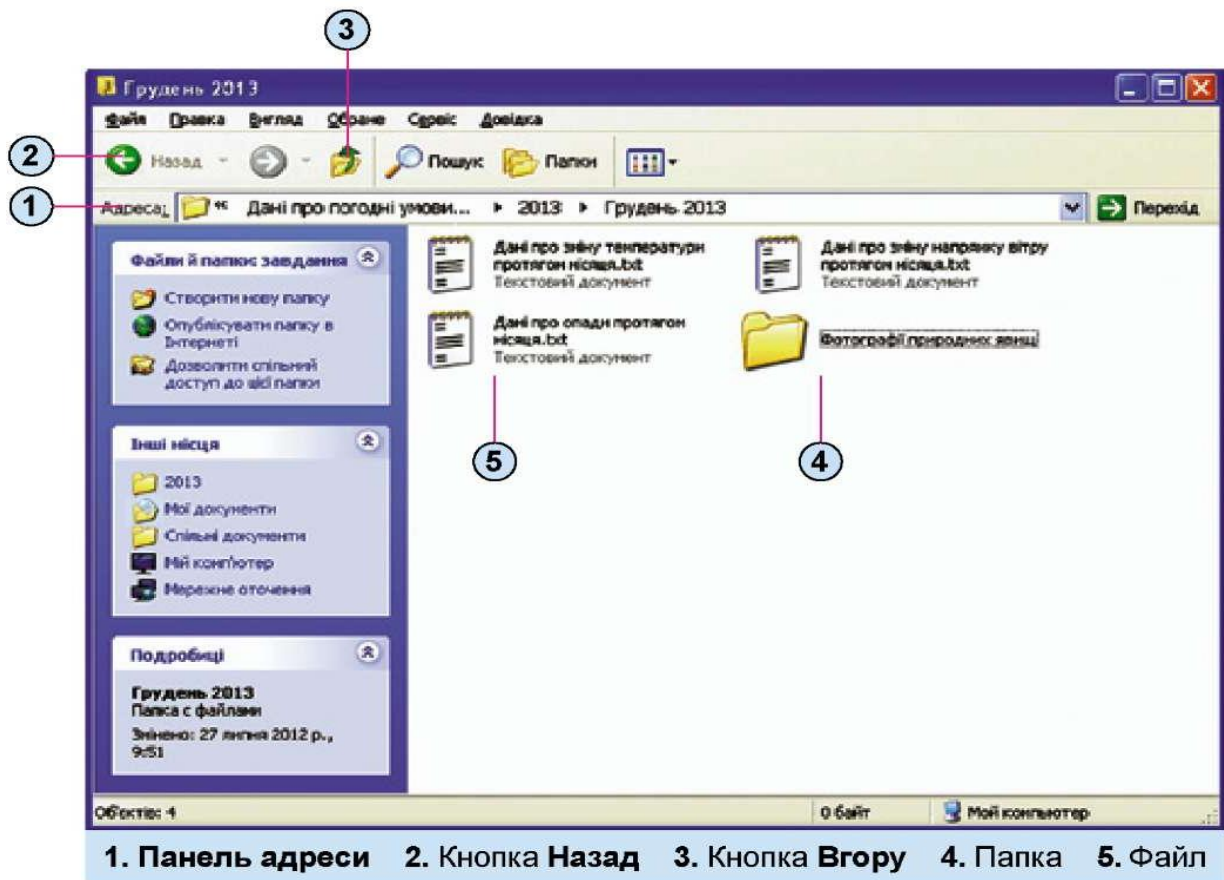 3
Грудень 2013
Файл Правка Вигляд Обране Сервіс Довідка
2
Назад Пошук Папки
1
Адреса: Дані про погодні умови... 2013 Грудень 2013 Перехід
Файли й папки: завдання
Створити нову папку
Опублікувати папку в
Інтернеті
Дозволити спільний
доступ до цієї папки
Інші місця
2013
Мої документи
Спільні документи
Мій комп'ютер
Мережне оточення
Подробиці
Грудень 2013
Папка с файлами
Змінено: 27 липня 2012 р.,
9:51
Дані про зміну температури
протягом місяця.txt
Текстовий документ
Дані про зміну напрямку вітру
протягом місяця.txt
Текстовий документ
Дані про опади протягом
місяця.txt
Текстовий документ
Фотографії природних явищ
5
4
Об'єктів: 4 0 байт Мой компьютер
1. Панель адреси 2. Кнопка Назад 3. Кнопка Вгору 4. Папка 5. Файл